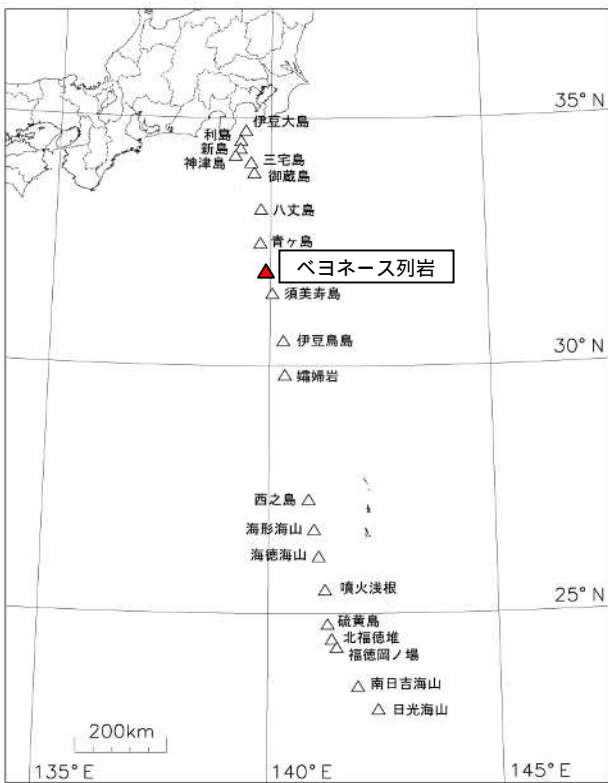 35°N
伊豆大島
利島
新島
神津島
三宅島
御蔵島
八丈島
青ヶ島
ベヨネース列岩
須美寿島
伊豆鳥島
30°N
孀婦岩
西之島
海形海山
海徳海山
噴火浅根
25°N
硫黄島
北福徳堆
福徳岡ノ場
南日吉海山
日光海山
200km
135°E
140°E
145°E